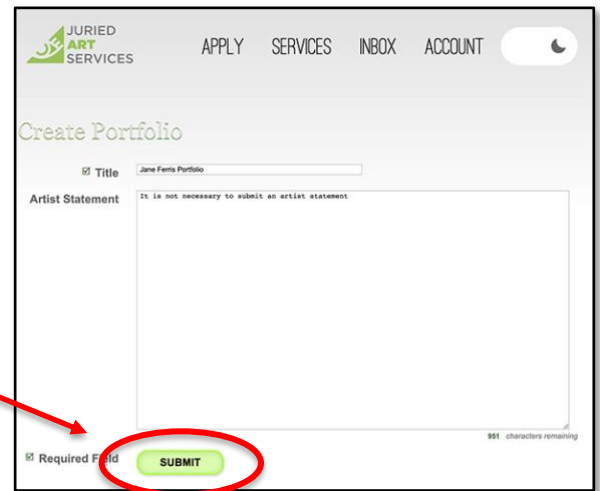 JURIED
ART
SERVICES
APPLY SERVICES INBOX ACCOUNT
Create Portfolio
Title Jane Ferris Portfolio
Artist Statement It is not necessary to submit an artist statement
951 characters remaining
Required Field SUBMIT